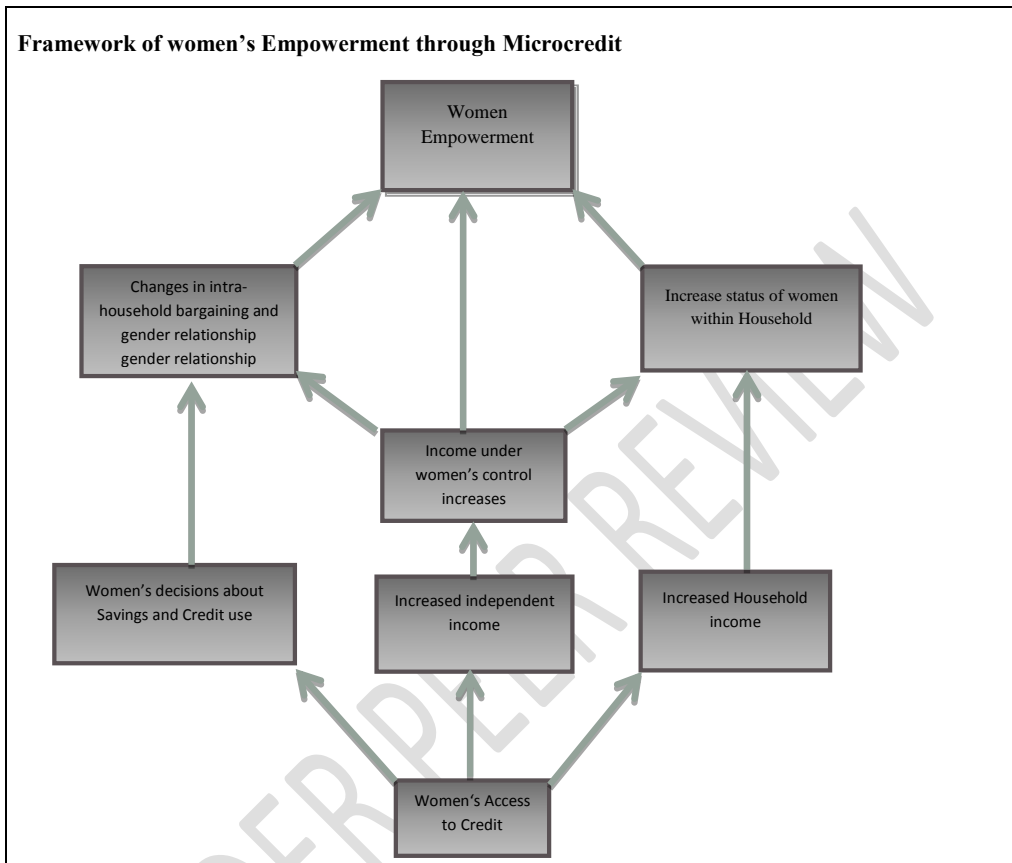 Framework of women’s Empowerment through Microcredit
Women
Empowerment
Changes in intra-
household bargaining and
gender relationship
gender relationship
Increase status of women
within Household
Income under
women’s control
increases
Women’s decisions about
Savings and Credit use
Increased independent
income
Increased Household
income
Women‘s Access
to Credit
ER PEER REVIEW